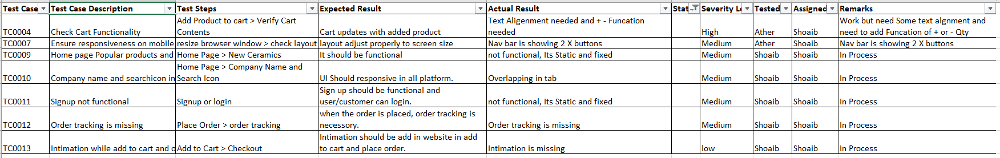 Test Case Test Case Description Test Steps Expected Result Actual Result Stat Severity Le Tested Assigned Remarks
TC0004 Check Cart Functionality Add Product to cart > Verify Cart Contents Cart updates with added product Text Aligenment needed and + - Funcation needed High Ather Shoaib Work but need Some text algnment and need to add Funcation of + or - Qty
TC0007 Ensure responsiveness on mobile resize browser window > check layout layout adjust properly to screen size Nav bar is showing 2 X buttons Medium Ather Shoaib Nav bar is showing 2 X buttons
TC0009 Home page Popular products and Home Page > New Ceramics It should be functional not functional, Its Static and fixed Medium Shoaib Shoaib In Process
TC0010 Company name and searchicon in Home Page > Company Name and Search Icon UI Should responsive in all platform. Overlapping in tab Medium Shoaib Shoaib In Process
TC0011 Signup not functional Signup or login Sign up should be functional and user/customer can login. not functional, Its Static and fixed Medium Shoaib Shoaib In Process
TC0012 Order tracking is missing Place Order > order tracking when the order is placed, order tracking is necessary. Order tracking is missing Medium Shoaib Shoaib In Process
TC0013 Intimation while add to cart and o Add to Cart > Checkout Intimation should be add in website in add to cart and place order. Intimation is missing low Shoaib Shoaib In Process